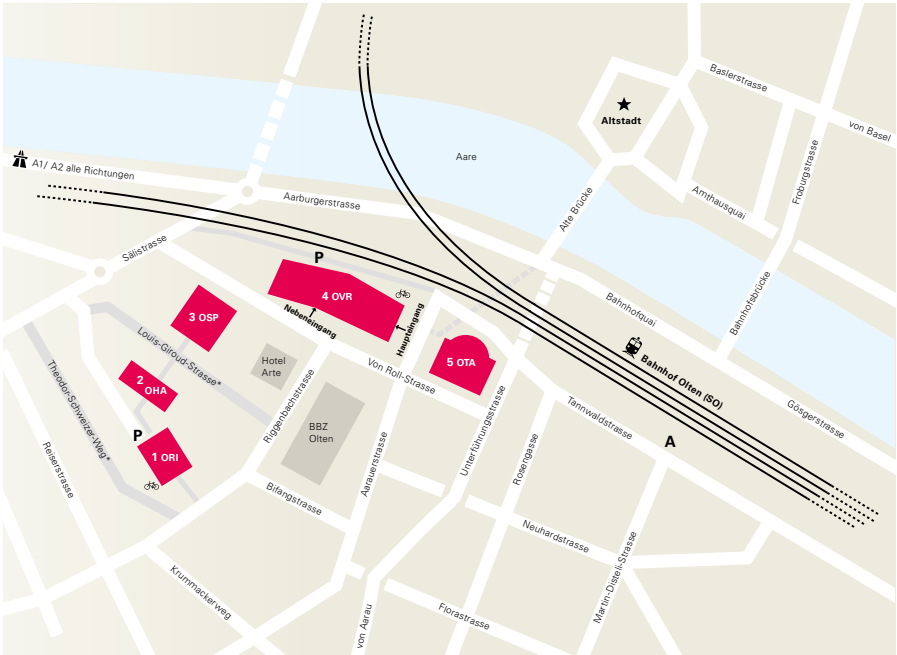 Baslerstrasse
Altstadt
von Basel
Aare
A1/ A2 alle Richtungen
Froburgstrasse
Aarburgerstrasse
Amthausquai
Alte Brücke
Sälistrasse
P
4 OVR
Haupteingang
Nebeneingang
3 OSP
Bahnhofquai
Bahnhofsbrücke
Louis-Giroud-Strasse*
Hotel
Arte
5 OTA
Bahnhof Olten (SO)
Von Roll-Strasse
2
OHA
Theodor-Schweizer-Weg*
Riggenbachstrasse
BBZ
Olten
Tannwaldstrasse
Gösgerstrasse
P
A
1 ORI
Unterführungsstrasse
Rosengasse
Aarauerstrasse
Reiserstrasse
Bifangstrasse
Neuhardstrasse
Martin-Disteli-Strasse
Krummackerweg
von Aarau
Florastrasse